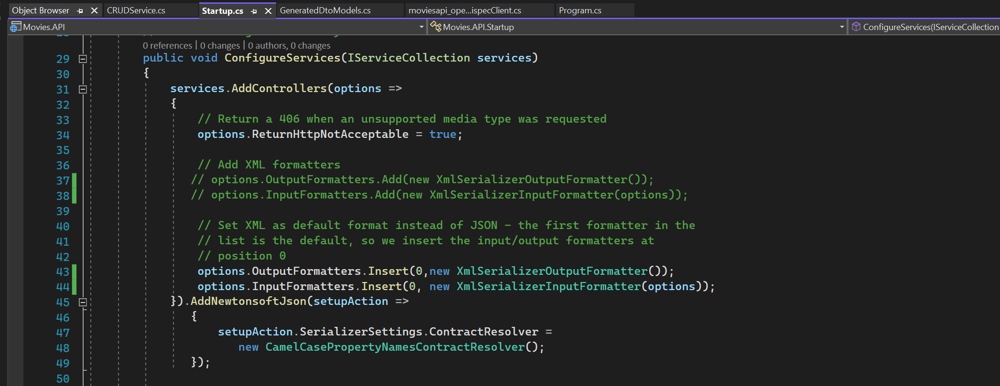 Object Browser CRUDService.cs Startup.cs GeneratedDtoModels.cs moviesapi_ope...ispecClient.cs Program.cs
Movies.API Movies.API.Startup ConfigureServices(IServiceCollection
0 references | 0 changes | 0 authors, 0 changes
29 public void ConfigureServices(IServiceCollection services)
30 {
31 services.AddControllers(options =>
32 {
33 // Return a 406 when an unsupported media type was requested
34 options.ReturnHttpNotAcceptable = true;
35
36 // Add XML formatters
37 // options.OutputFormatters.Add(new XmlSerializerOutputFormatter());
38 // options.InputFormatters.Add(new XmlSerializerInputFormatter(options));
39
40 // Set XML as default format instead of JSON - the first formatter in the
41 // list is the default, so we insert the input/output formatters at
42 // position 0
43 options.OutputFormatters.Insert(0,new XmlSerializerOutputFormatter());
44 options.InputFormatters.Insert(0, new XmlSerializerInputFormatter(options));
45 }).AddNewtonsoftJson(setupAction =>
46 {
47 setupAction.SerializerSettings.ContractResolver =
48 new CamelCasePropertyNamesContractResolver();
49 });
50